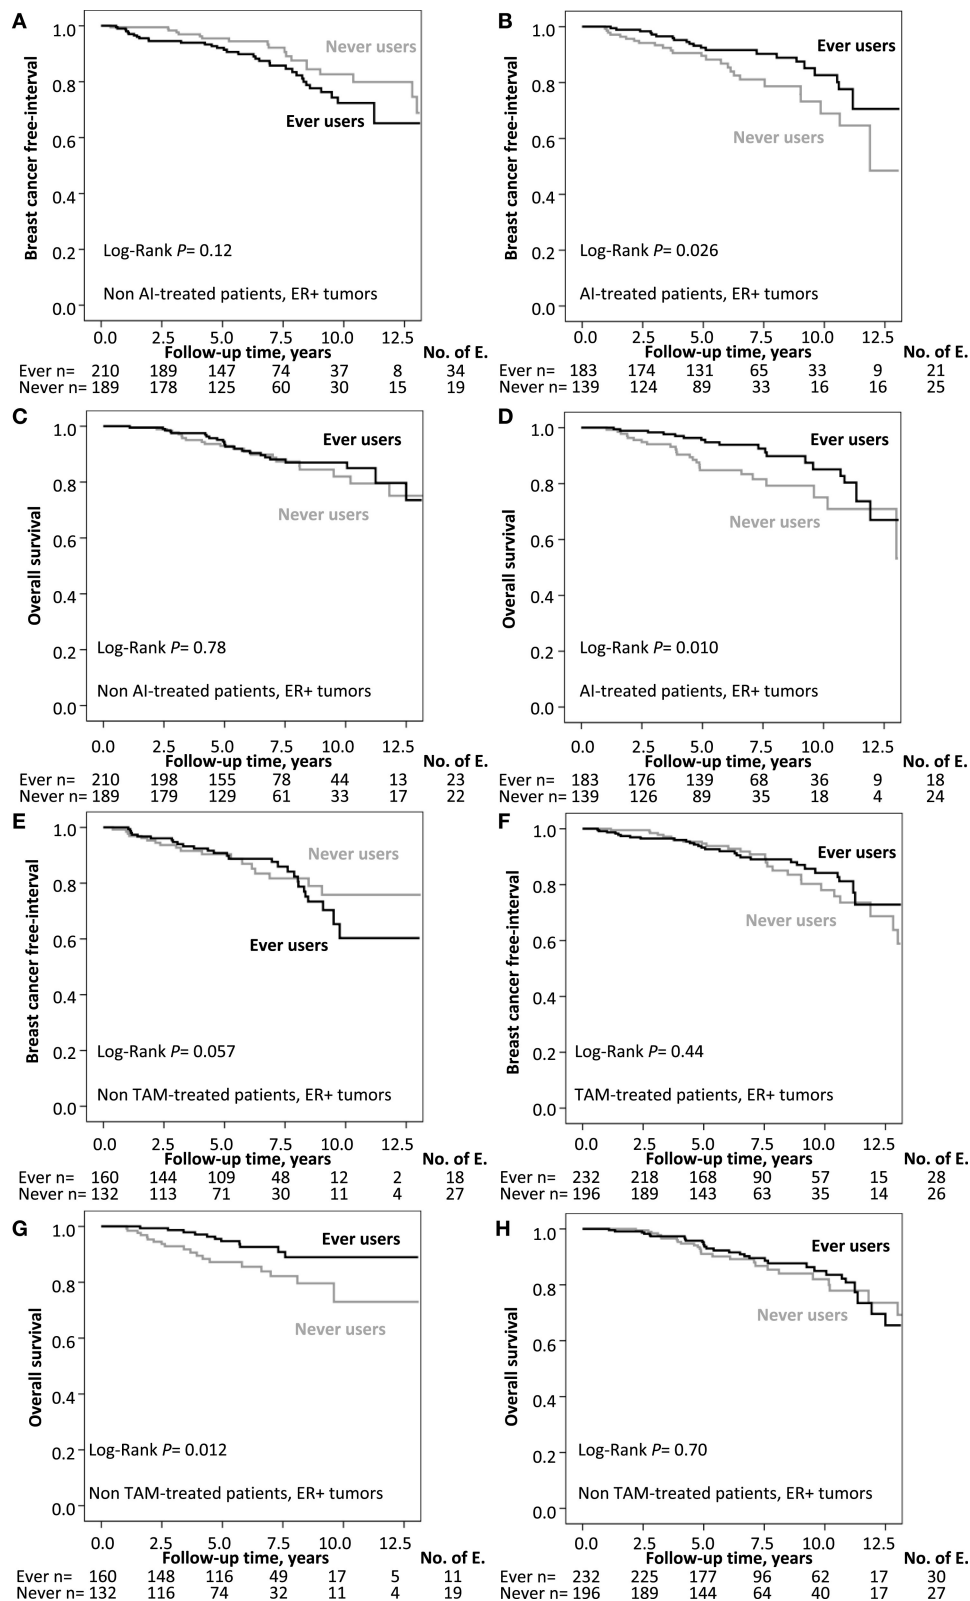 A
Breast cancer free-interval
1.0
0.8
0.6
0.4
0.2
0.0
Never users
Ever users
Log-Rank P= 0.12
Non AI-treated patients, ER+ tumors
0.0 2.5 5.0 7.5 10.0 12.5
Follow-up time, years No. of E.
Ever n= 210 189 147 74 37 8 34
Never n= 189 178 125 60 30 15 19
B
Breast cancer free-interval
1.0
0.8
0.6
0.4
0.2
0.0
Ever users
Never users
Log-Rank P= 0.026
AI-treated patients, ER+ tumors
0.0 2.5 5.0 7.5 10.0 12.5
Follow-up time, years No. of E.
Ever n= 183 174 131 65 33 9 21
Never n= 139 124 89 33 16 16 25
C
Overall survival
1.0
0.8
0.6
0.4
0.2
0.0
Ever users
Never users
Log-Rank P= 0.78
Non AI-treated patients, ER+ tumors
0.0 2.5 5.0 7.5 10.0 12.5
Follow-up time, years No. of E.
Ever n= 210 198 155 78 44 13 23
Never n= 189 179 129 61 33 17 22
D
Overall survival
1.0
0.8
0.6
0.4
0.2
0.0
Ever users
Never users
Log-Rank P= 0.010
AI-treated patients, ER+ tumors
0.0 2.5 5.0 7.5 10.0 12.5
Follow-up time, years No. of E.
Ever n= 183 176 139 68 36 9 18
Never n= 139 126 89 35 18 4 24
E
Breast cancer free-interval
1.0
0.8
0.6
0.4
0.2
0.0
Never users
Ever users
Log-Rank P= 0.057
Non TAM-treated patients, ER+ tumors
0.0 2.5 5.0 7.5 10.0 12.5
Follow-up time, years No. of E.
Ever n= 160 144 109 48 12 2 18
Never n= 132 113 71 30 11 4 27
F
Breast cancer free-interval
1.0
0.8
0.6
0.4
0.2
0.0
Ever users
Never users
Log-Rank P= 0.44
TAM-treated patients, ER+ tumors
0.0 2.5 5.0 7.5 10.0 12.5
Follow-up time, years No. of E.
Ever n= 232 218 168 90 57 15 28
Never n= 196 189 143 63 35 14 26
G
Overall survival
1.0
0.8
0.6
0.4
0.2
0.0
Ever users
Never users
Log-Rank P= 0.012
Non TAM-treated patients, ER+ tumors
0.0 2.5 5.0 7.5 10.0 12.5
Follow-up time, years No. of E.
Ever n= 160 148 116 49 17 5 11
Never n= 132 116 74 32 11 4 19
H
Overall survival
1.0
0.8
0.6
0.4
0.2
0.0
Ever users
Never users
Log-Rank P= 0.70
Non TAM-treated patients, ER+ tumors
0.0 2.5 5.0 7.5 10.0 12.5
Follow-up time, years No. of E.
Ever n= 232 225 177 96 62 17 30
Never n= 196 189 144 64 40 17 27